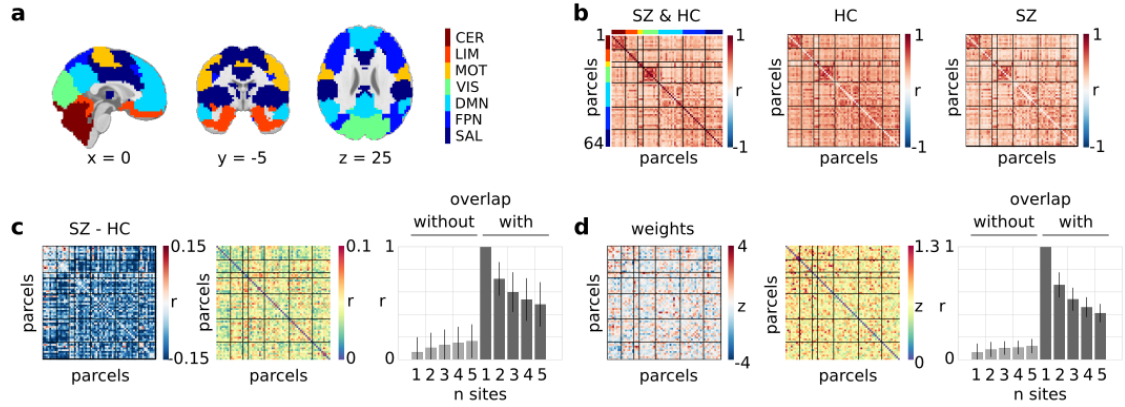 a
CER
LIM
MOT
VIS
DMN
FPN
SAL
x = 0
y = -5
z = 25
b
SZ & HC
HC
SZ
1
64
parcels
parcels
1
r
-1
parcels
1
r
-1
parcels
1
r
-1
c
SZ - HC
parcels
parcels
0.15
r
-0.15
parcels
0.1
r
0
overlap
without with
1
r
0
1 2 3 4 5 1 2 3 4 5
n sites
d
weights
parcels
parcels
4
z
-4
parcels
1.3
z
0
overlap
without with
1
r
0
1 2 3 4 5 1 2 3 4 5
n sites